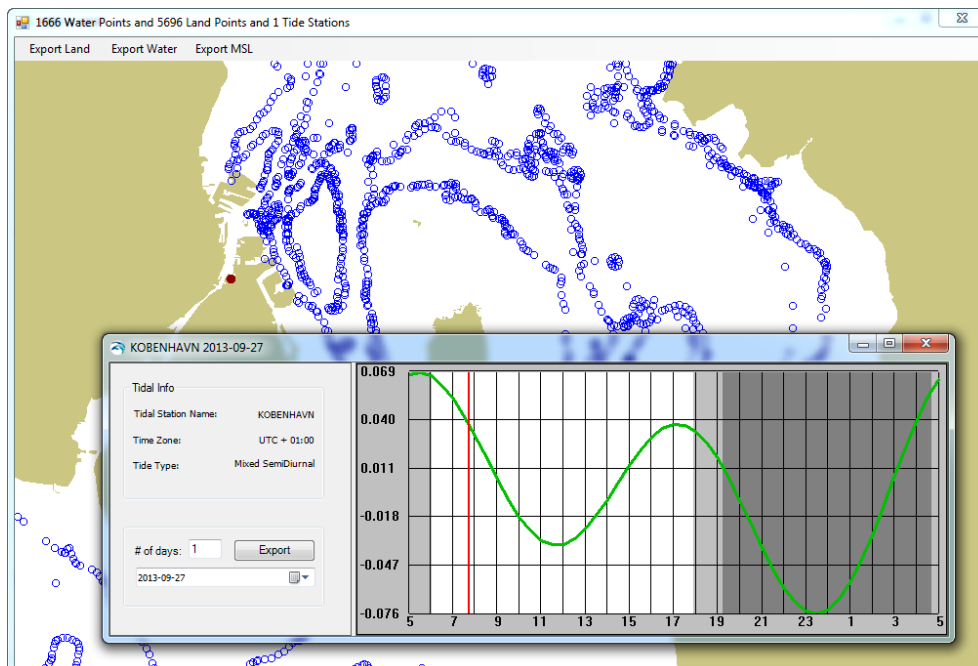 1666 Water Points and 5696 Land Points and 1 Tide Stations
Export Land Export Water Export MSL
KOBENHAVN 2013-09-27
Tidal Info
Tidal Station Name: KOBENHAVN
Time Zone: UTC + 01:00
Tide Type: Mixed SemiDiurnal
# of days: 1 Export
2013-09-27
0.069
0.040
0.011
-0.018
-0.047
-0.076
5 7 9 11 13 15 17 19 21 23 1 3 5